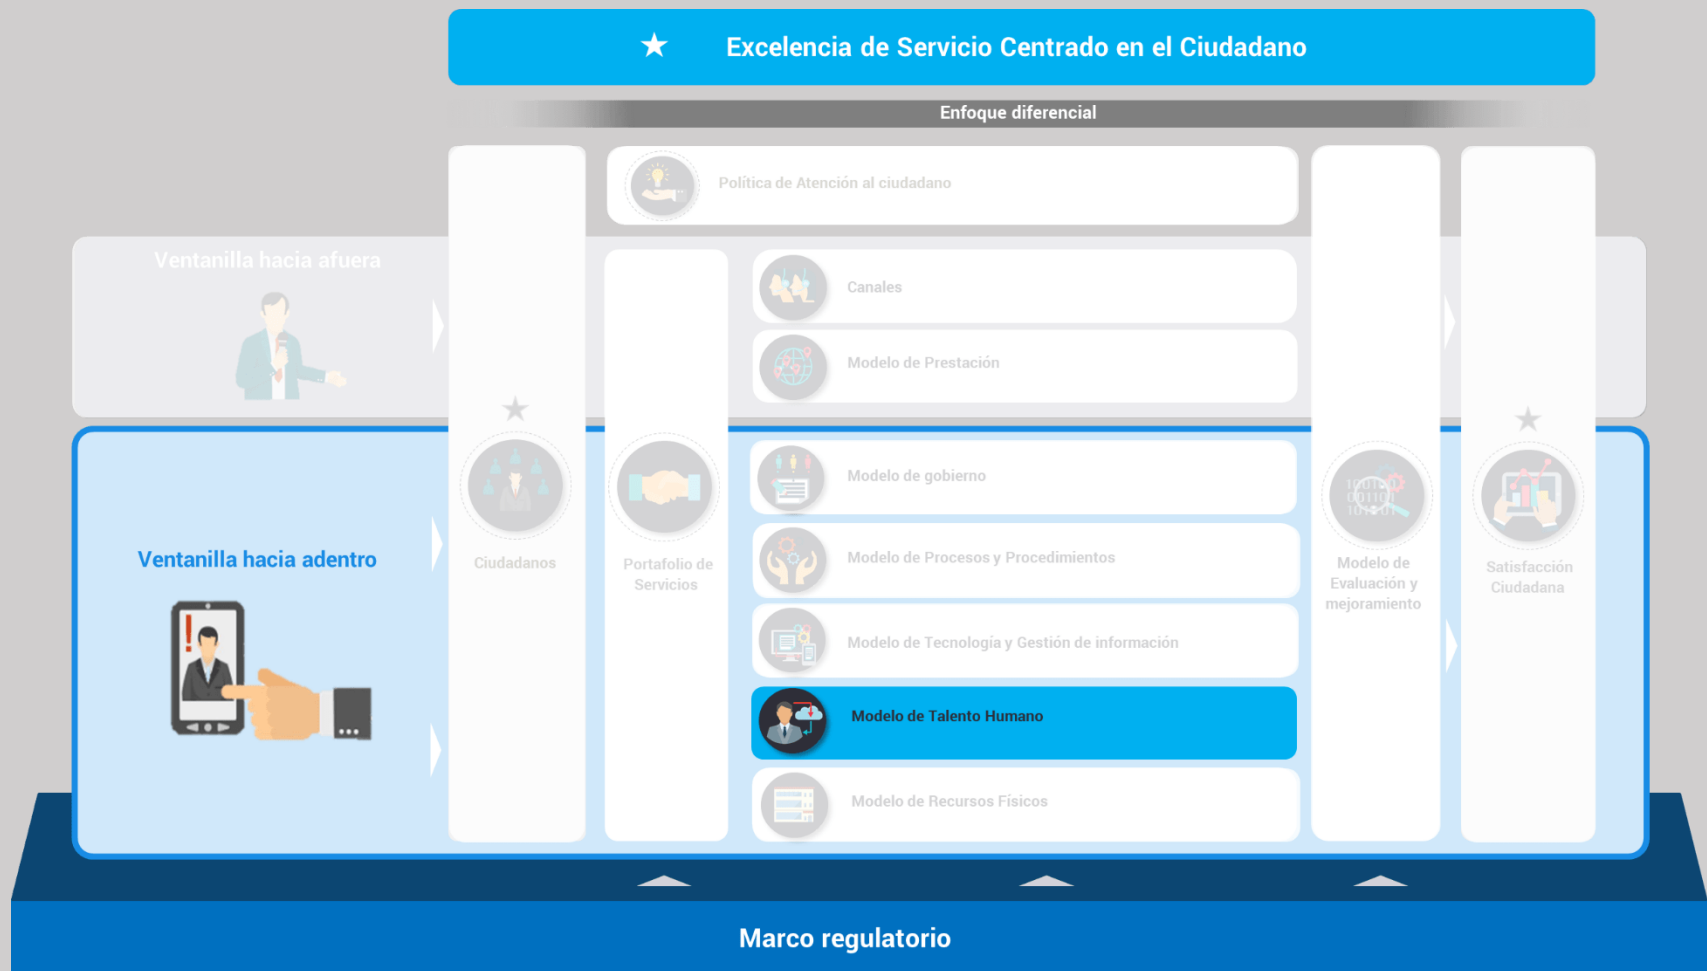 Excelencia de Servicio Centrado en el Ciudadano
Enfoque diferencial
Política de Atención al ciudadano
Ventanilla hacia afuera
Canales
Modelo de Prestación
Ventanilla hacia adentro
Ciudadanos
Portafolio de
Servicios
Modelo de gobierno
Modelo de Procesos y Procedimientos
Modelo de Tecnología y Gestión de información
Modelo de Talento Humano
Modelo de Recursos Físicos
Modelo de
Evaluación y
mejoramiento
Satisfacción
Ciudadana
Marco regulatorio